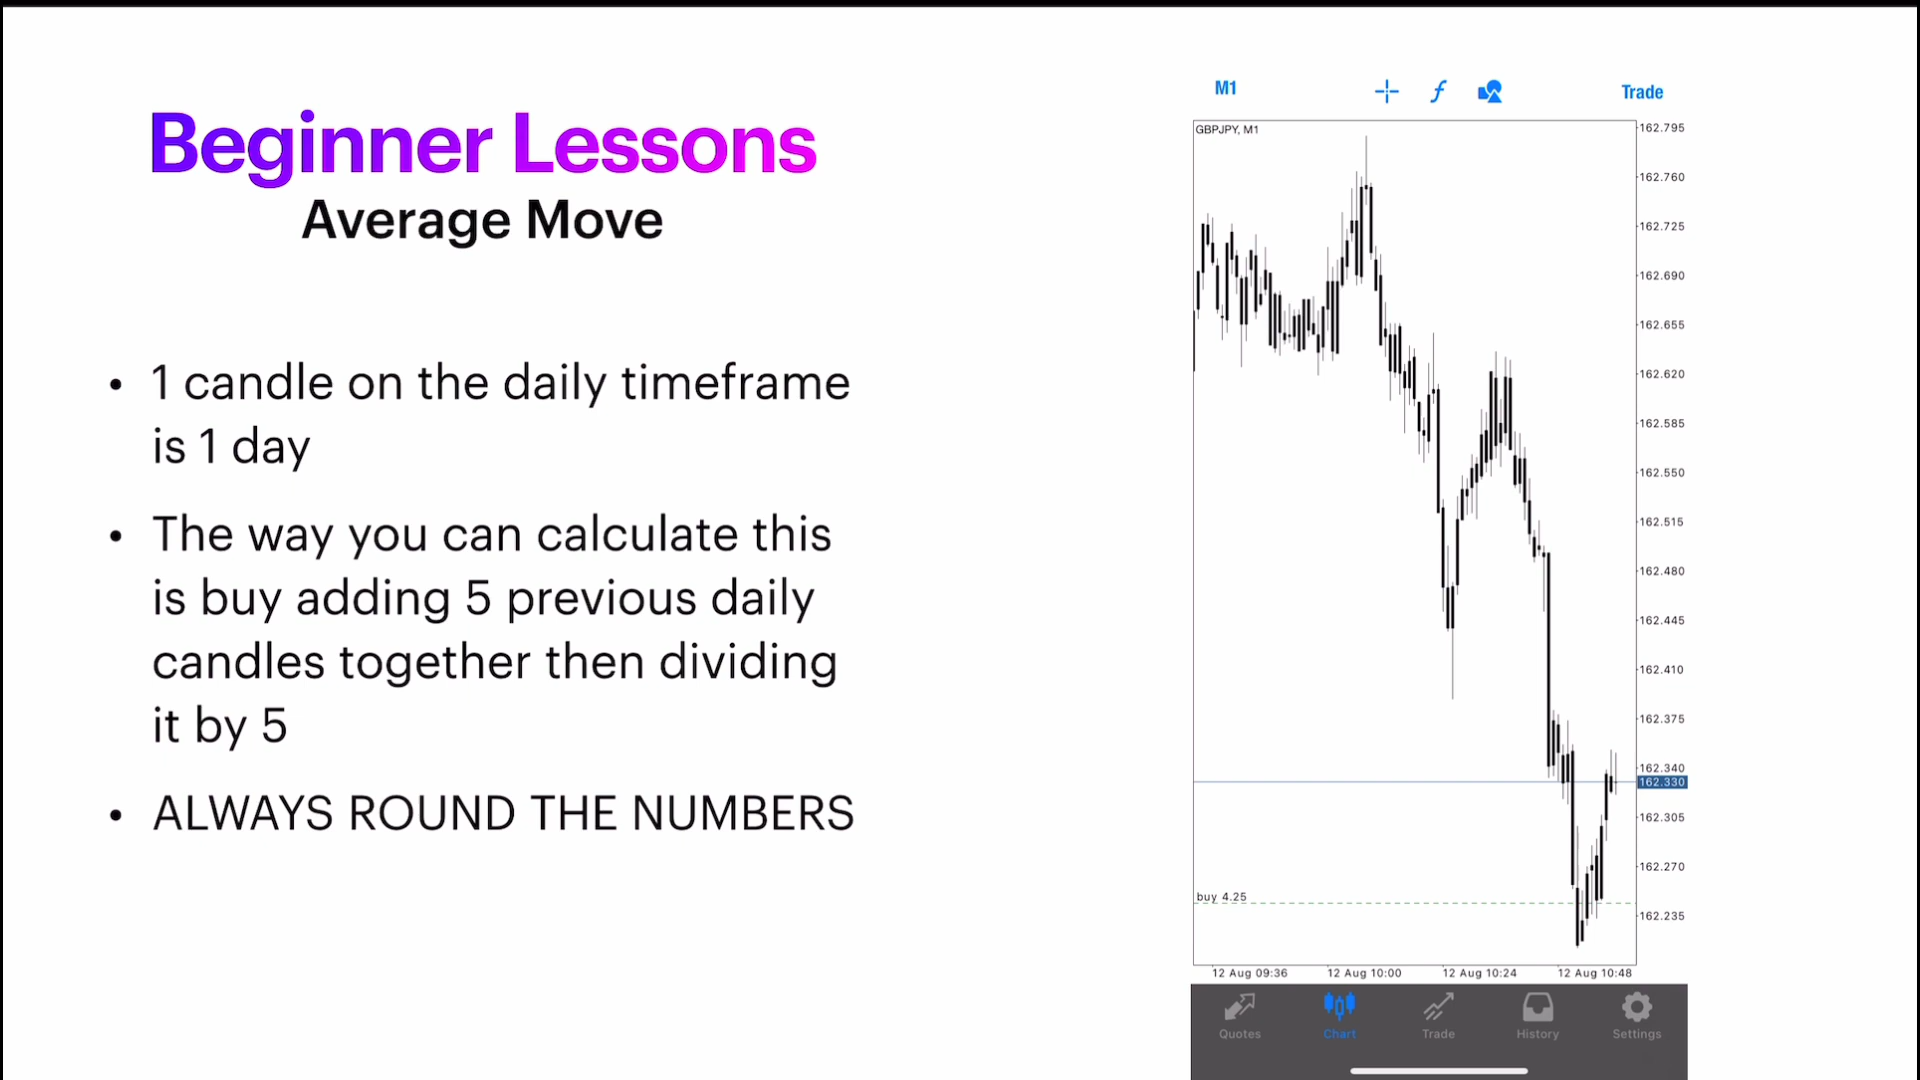 Beginner Lessons
Average Move
• 1 candle on the daily timeframe
is 1 day
• The way you can calculate this
is buy adding 5 previous daily
candles together then dividing
it by 5
• ALWAYS ROUND THE NUMBERS
M1
Trade
GBPJPY, M1
162.795
162.760
162.725
162.690
162.655
162.620
162.585
162.550
162.515
162.480
162.445
162.410
162.375
162.340
162.330
162.305
162.270
buy 4.25
162.235
12 Aug 09:36 12 Aug 10:00 12 Aug 10:24 12 Aug 10:48
Quotes Chart Trade History Settings